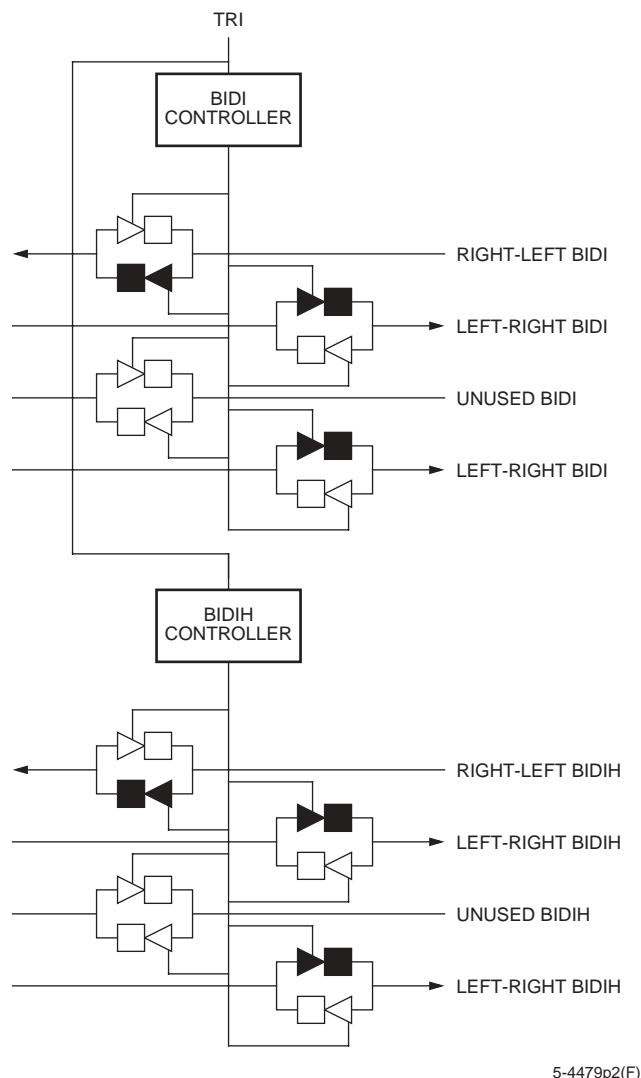 TRI
BIDI
CONTROLLER
RIGHT-LEFT BIDI
LEFT-RIGHT BIDI
UNUSED BIDI
LEFT-RIGHT BIDI
BIDIH
CONTROLLER
RIGHT-LEFT BIDIH
LEFT-RIGHT BIDIH
UNUSED BIDIH
LEFT-RIGHT BIDIH
5-4479p2(F)